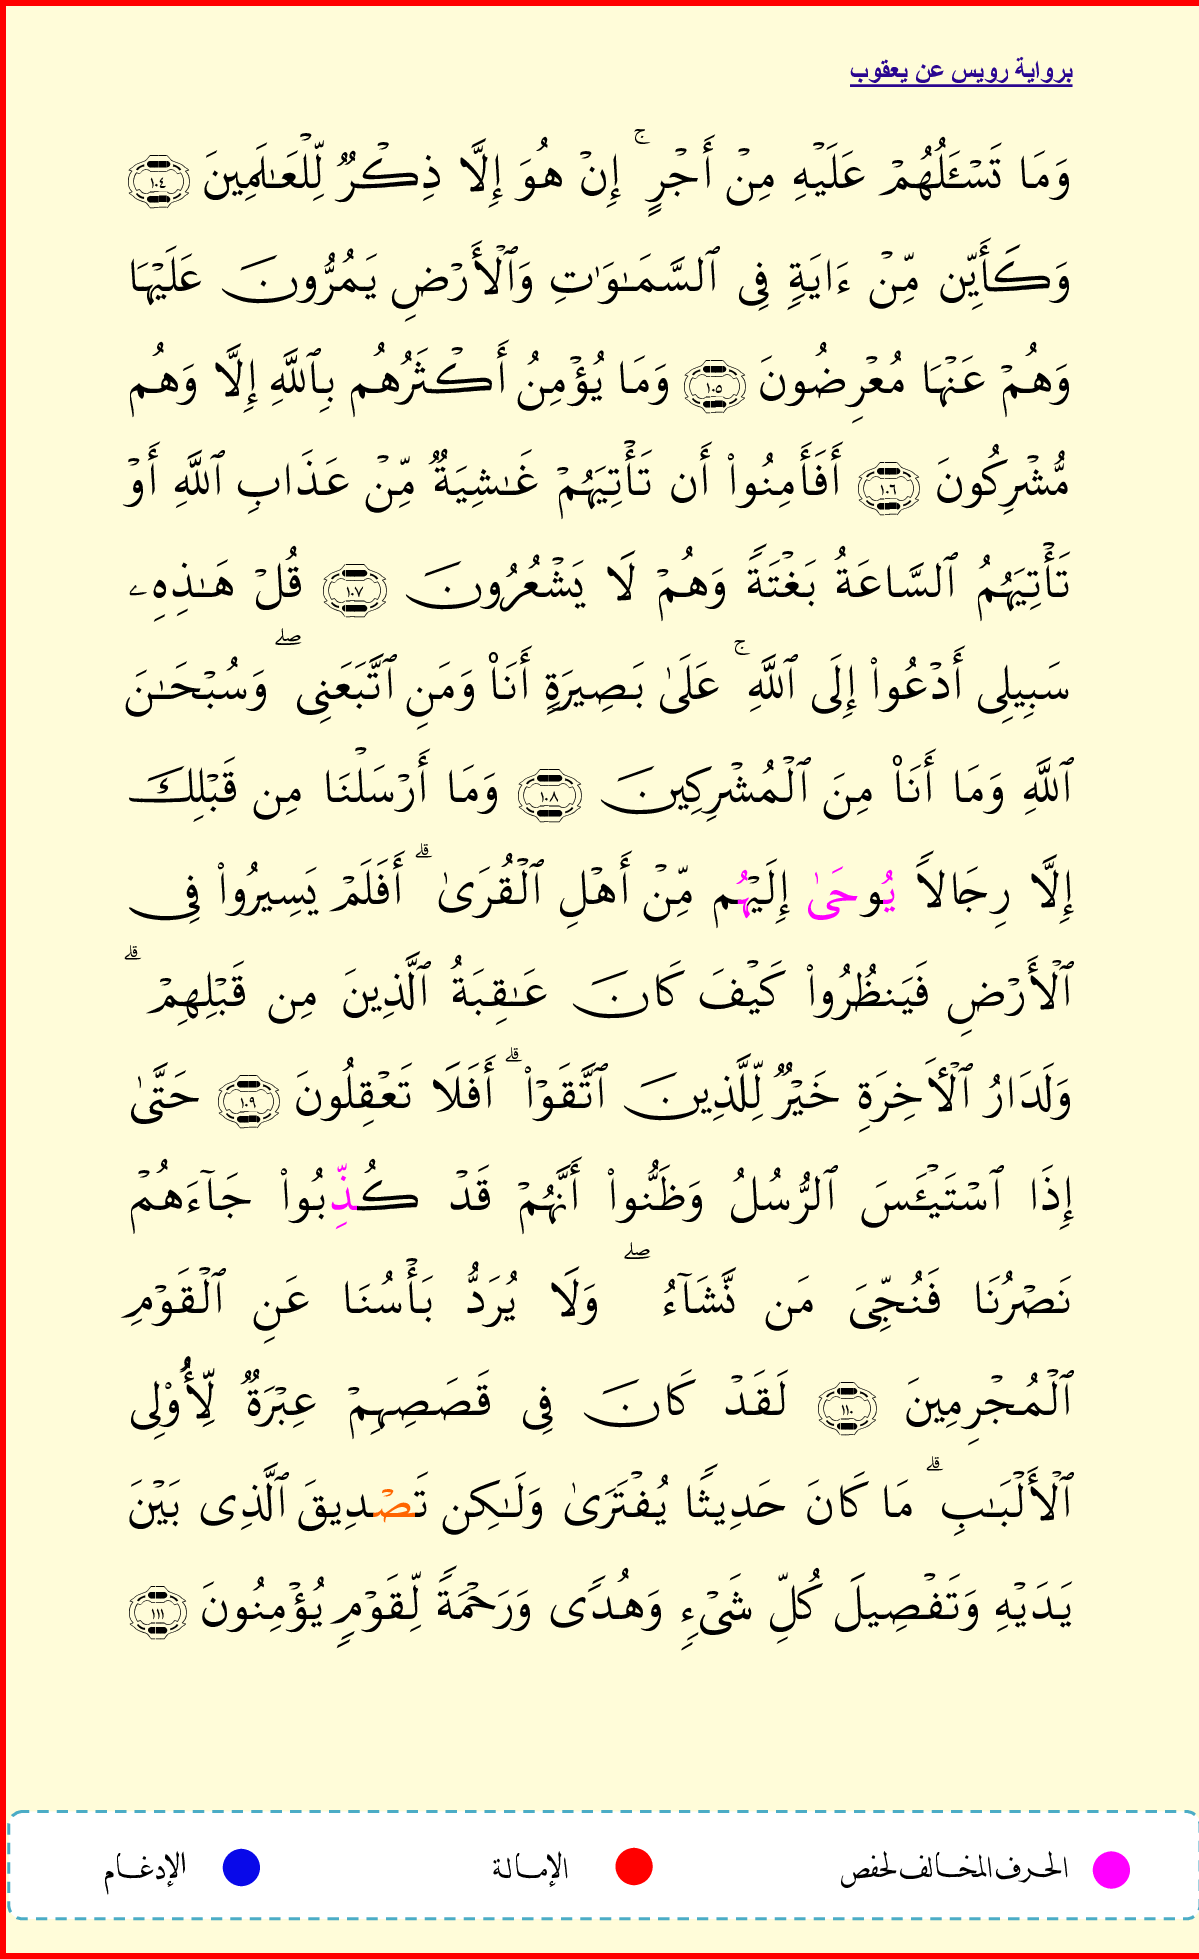 برواية رويس عن يعقوب
وَمَا تَسْـَٔلُهُمْ عَلَيْهِ مِنْ أَجْرٍ ۚ إِنْ هُوَ إِلَّا ذِكْرٌ لِّلْعَـٰلَمِينَ ١٠٤
وَكَأَيِّن مِّنْ ءَايَةٍ فِى ٱلسَّمَـٰوَٰتِ وَٱلْأَرْضِ يَمُرُّونَ عَلَيْهَا
وَهُمْ عَنْهَا مُعْرِضُونَ ١٠٥ وَمَا يُؤْمِنُ أَكْثَرُهُم بِٱللَّهِ إِلَّا وَهُم
مُّشْرِكُونَ ١٠٦ أَفَأَمِنُوا۟ أَن تَأْتِيَهُمْ غَـٰشِيَةٌ مِّنْ عَذَابِ ٱللَّهِ أَوْ
تَأْتِيَهُمُ ٱلسَّاعَةُ بَغْتَةً وَهُمْ لَا يَشْعُرُونَ ١٠٧ قُلْ هَـٰذِهِۦ
سَبِيلِى أَدْعُوا۟ إِلَى ٱللَّهِ ۚ عَلَىٰ بَصِيرَةٍ أَنَا۠ وَمَنِ ٱتَّبَعَنِى ۖ وَسُبْحَـٰنَ
ٱللَّهِ وَمَا أَنَا۠ مِنَ ٱلْمُشْرِكِينَ ١٠٨ وَمَا أَرْسَلْنَا مِن قَبْلِكَ
إِلَّا رِجَالًا يُوحَىٰ إِلَيْهُم مِّنْ أَهْلِ ٱلْقُرَىٰ ۗ أَفَلَمْ يَسِيرُوا۟ فِى
ٱلْأَرْضِ فَيَنظُرُوا۟ كَيْفَ كَانَ عَـٰقِبَةُ ٱلَّذِينَ مِن قَبْلِهِمْ ۗ
وَلَدَارُ ٱلْـَٔاخِرَةِ خَيْرٌ لِّلَّذِينَ ٱتَّقَوْا۟ ۗ أَفَلَا تَعْقِلُونَ ١٠٩ حَتَّىٰ
إِذَا ٱسْتَيْـَٔسَ ٱلرُّسُلُ وَظَنُّوا۟ أَنَّهُمْ قَدْ كُذِّبُوا۟ جَآءَهُمْ
نَصْرُنَا فَنُجِّىَ مَن نَّشَآءُ ۖ وَلَا يُرَدُّ بَأْسُنَا عَنِ ٱلْقَوْمِ
ٱلْمُجْرِمِينَ ١١٠ لَقَدْ كَانَ فِى قَصَصِهِمْ عِبْرَةٌ لِّأُو۟لِى
ٱلْأَلْبَـٰبِ ۗ مَا كَانَ حَدِيثًا يُفْتَرَىٰ وَلَـٰكِن تَصْدِيقَ ٱلَّذِى بَيْنَ
يَدَيْهِ وَتَفْصِيلَ كُلِّ شَىْءٍ وَهُدًى وَرَحْمَةً لِّقَوْمٍ يُؤْمِنُونَ ١١١
الحرف المخالف لحفص الإمالة الإدغام